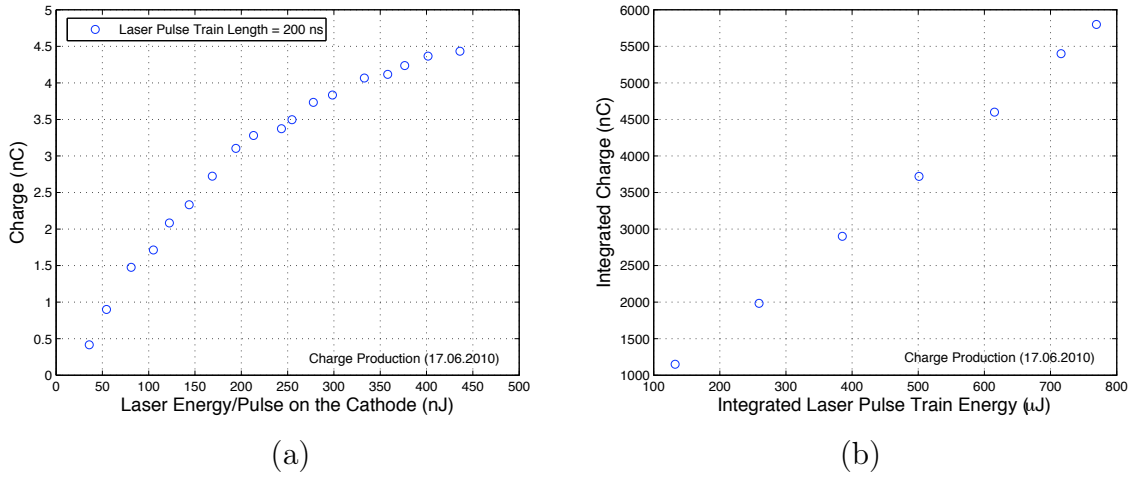 5
4.5
4
3.5
3
2.5
2
1.5
1
0.5
0
0 50 100 150 200 250 300 350 400 450 500
Charge (nC)
Laser Energy/Pulse on the Cathode (nJ)
Laser Pulse Train Length = 200 ns
Charge Production (17.06.2010)
(a)
6000
5500
5000
4500
4000
3500
3000
2500
2000
1500
1000
100 200 300 400 500 600 700 800
Integrated Charge (nC)
Integrated Laser Pulse Train Energy (μJ)
Charge Production (17.06.2010)
(b)